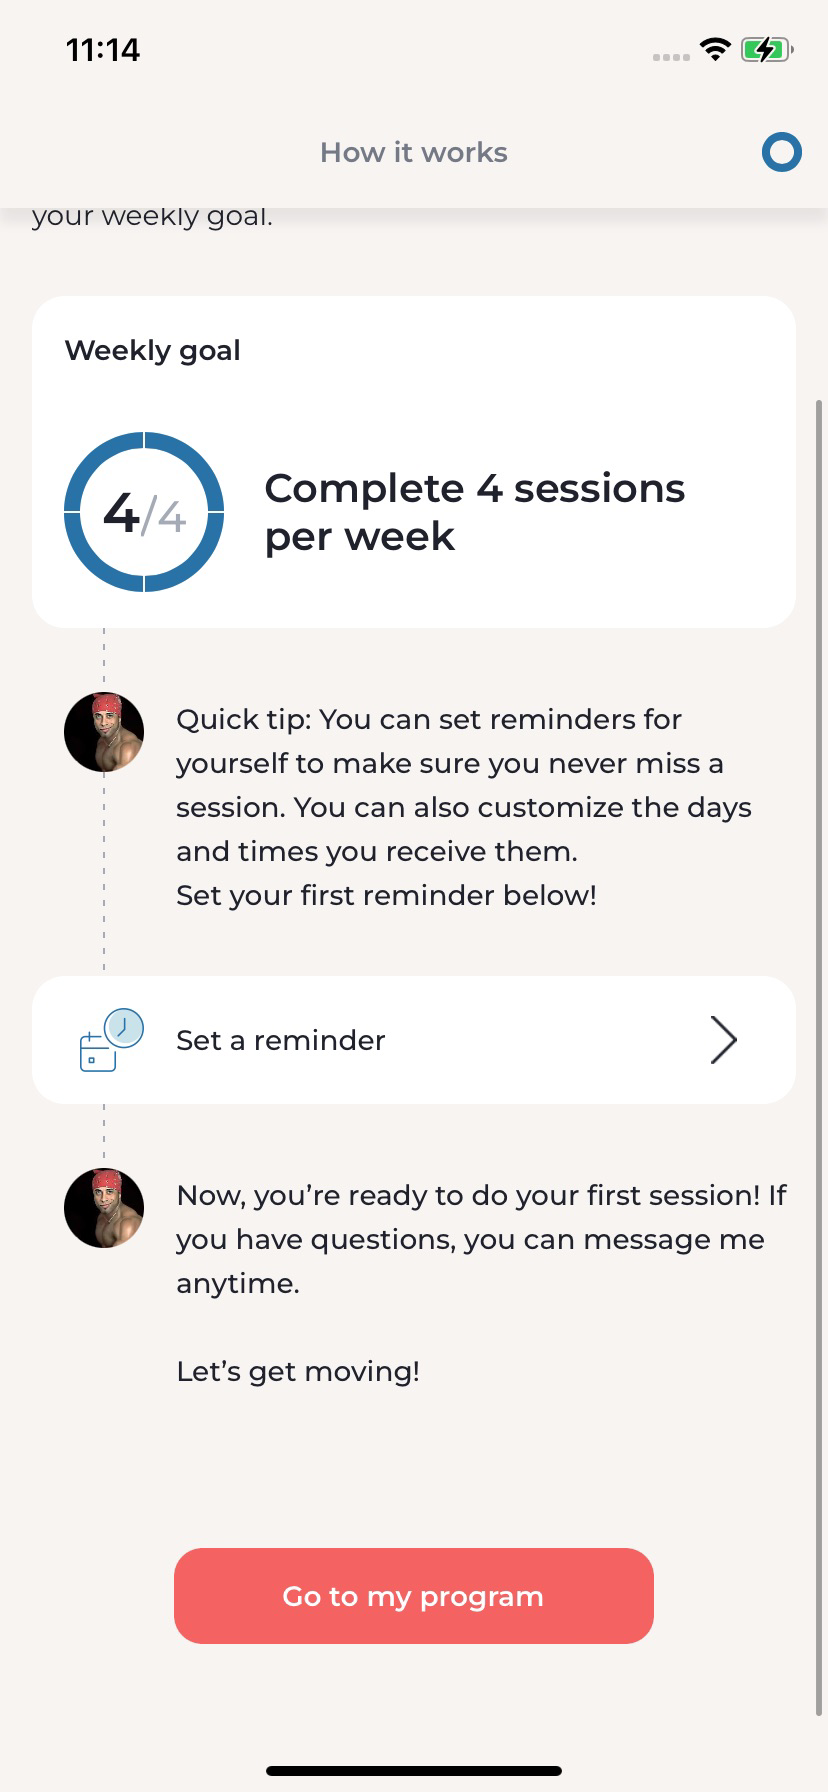 11:14
How it works
your weekly goal.
Weekly goal
4/4
Complete 4 sessions
per week
Quick tip: You can set reminders for
yourself to make sure you never miss a
session. You can also customize the days
and times you receive them.
Set your first reminder below!
Set a reminder
Now, you’re ready to do your first session! If
you have questions, you can message me
anytime.
Let’s get moving!
Go to my program